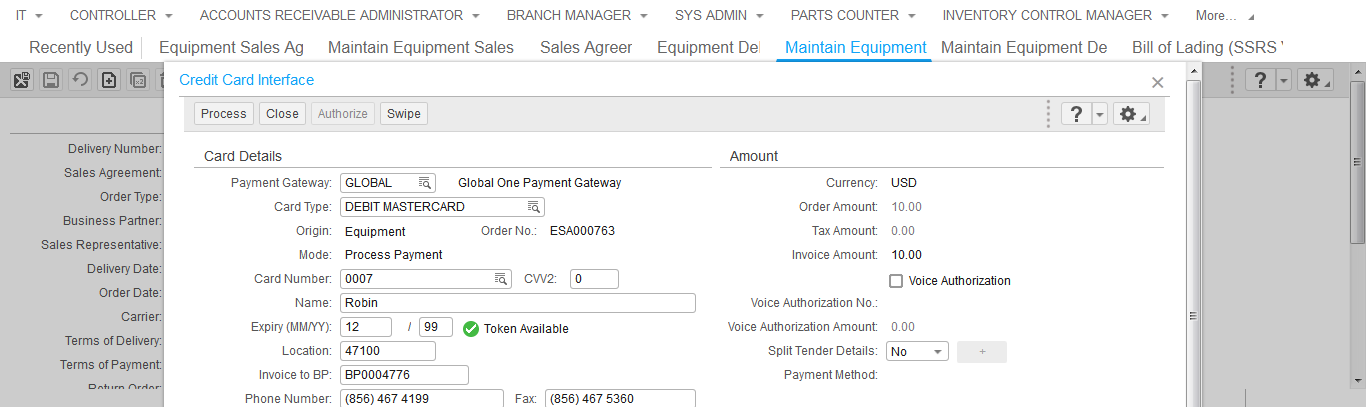 IT CONTROLLER ACCOUNTS RECEIVABLE ADMINISTRATOR BRANCH MANAGER SYS ADMIN PARTS COUNTER INVENTORY CONTROL MANAGER More...
Recently Used Equipment Sales Ag Maintain Equipment Sales Sales Agreer Equipment De Maintain Equipment Maintain Equipment De Bill of Lading (SSRS
Credit Card Interface
Process Close Authorize Swipe ?
?
Card Details
Payment Gateway: GLOBAL Global One Payment Gateway
Card Type: DEBIT MASTERCARD
Origin: Equipment Order No.: ESA000763
Mode: Process Payment
Card Number: 0007 CVV2: 0
Name: Robin
Expiry (MM/YY): 12 / 99 Token Available
Location: 47100
Invoice to BP: BP0004776
Phone Number: (856) 467 4199 Fax: (856) 467 5360
Amount
Currency: USD
Order Amount: 10.00
Tax Amount: 0.00
Invoice Amount: 10.00
Voice Authorization
Voice Authorization No.:
Voice Authorization Amount: 0.00
Split Tender Details: No +
Payment Method:
Delivery Number:
Sales Agreement:
Order Type:
Business Partner:
Sales Representative:
Delivery Date:
Order Date:
Carrier:
Terms of Delivery:
Terms of Payment:
Return Order: